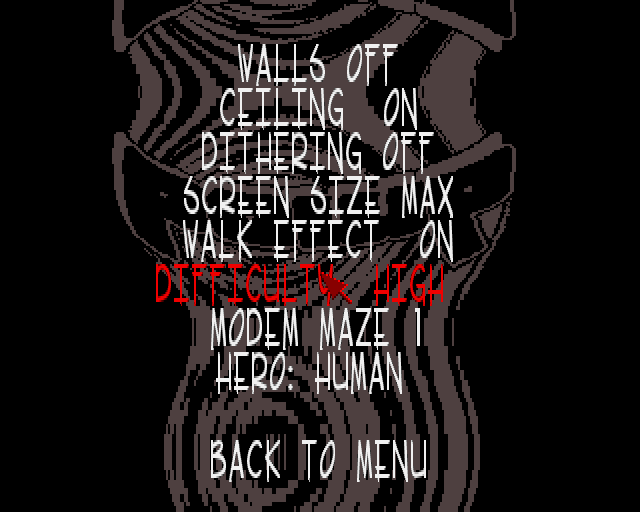 WALLS OFF
CEILING ON
DITHERING OFF
SCREEN SIZE MAX
WALK EFFECT ON
DIFFICULTY HIGH
MODEM MAZE 1
HERO: HUMAN
BACK TO MENU